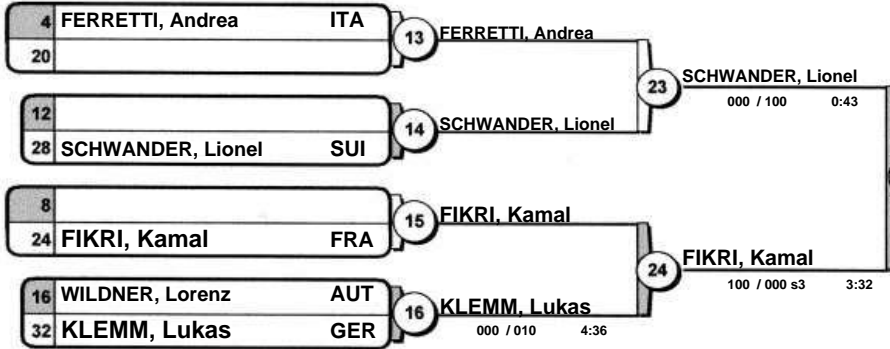 4 FERRETTI, Andrea ITA
20
13 FERRETTI, Andrea
12
28 SCHWANDER, Lionel SUI
14 SCHWANDER, Lionel
23 SCHWANDER, Lionel
000 / 100 0:43
8
24 FIKRI, Kamal FRA
15 FIKRI, Kamal
16 WILDNER, Lorenz AUT
32 KLEMM, Lukas GER
16 KLEMM, Lukas
000 / 010 4:36
24 FIKRI, Kamal
100 / 000 s3 3:32